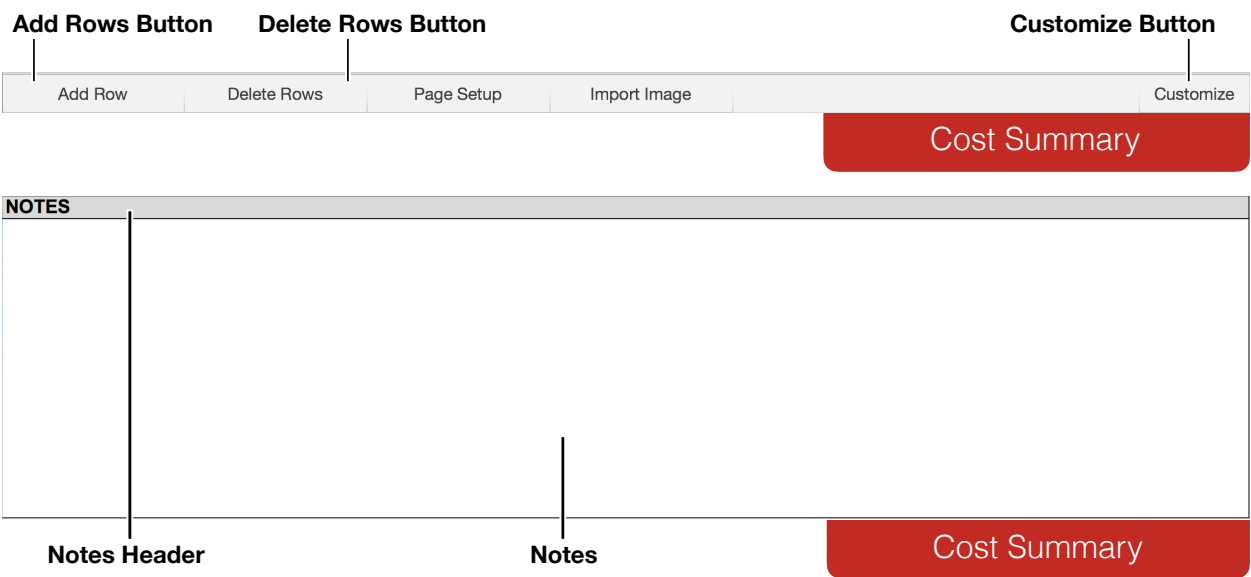 Add Rows Button Delete Rows Button Customize Button
Add Row Delete Rows Page Setup Import Image Customize
Cost Summary
NOTES
Notes Header Notes Cost Summary